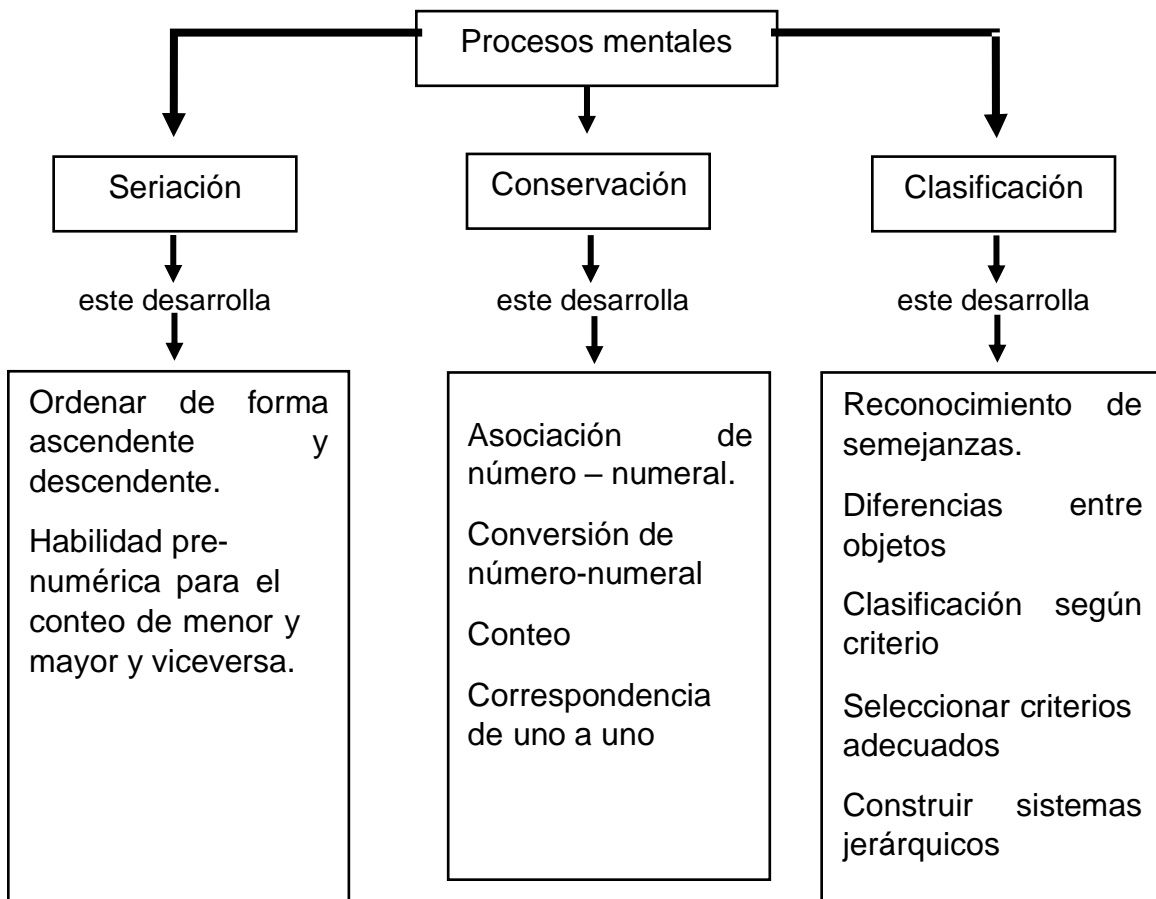 Procesos mentales
Seriación
Conservación
Clasificación
este desarrolla
este desarrolla
este desarrolla
Ordenar de forma
ascendente y
descendente.
Habilidad pre-
numérica para el
conteo de menor y
mayor y viceversa.
Asociación de
número – numeral.
Conversión de
número-numeral
Conteo
Correspondencia
de uno a uno
Reconocimiento de
semejanzas.
Diferencias entre
objetos
Clasificación según
criterio
Seleccionar criterios
adecuados
Construir sistemas
jerárquicos